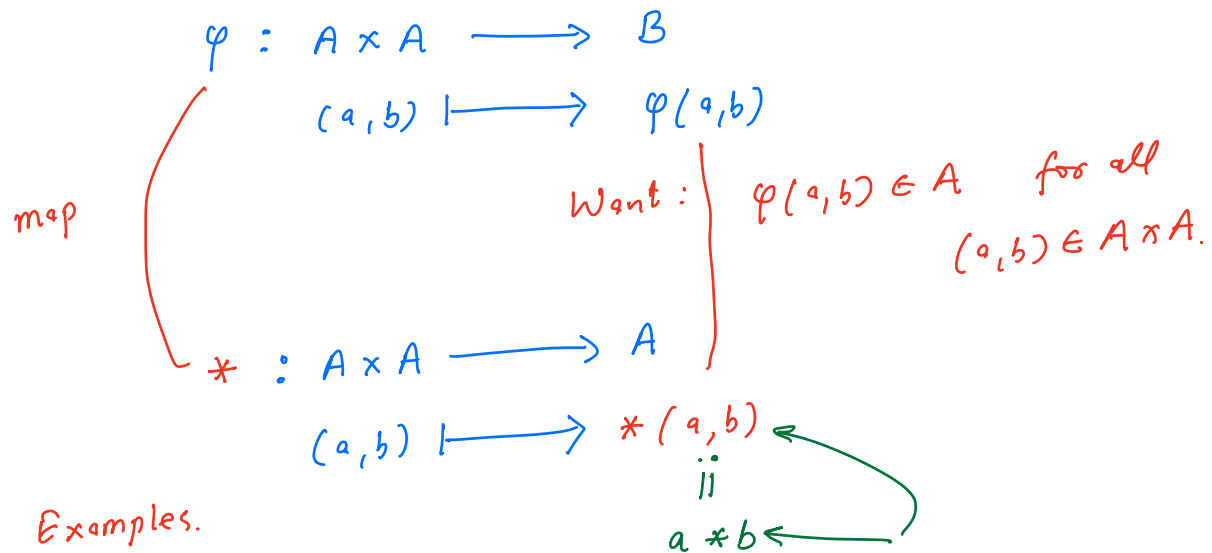 φ : A × A ⟶ B
(a, b) ⟼ φ(a, b)
map
Want : φ(a, b) ∈ A for all
(a, b) ∈ A × A.
* : A × A ⟶ A
(a, b) ⟼ * (a, b)
Examples.
a * b